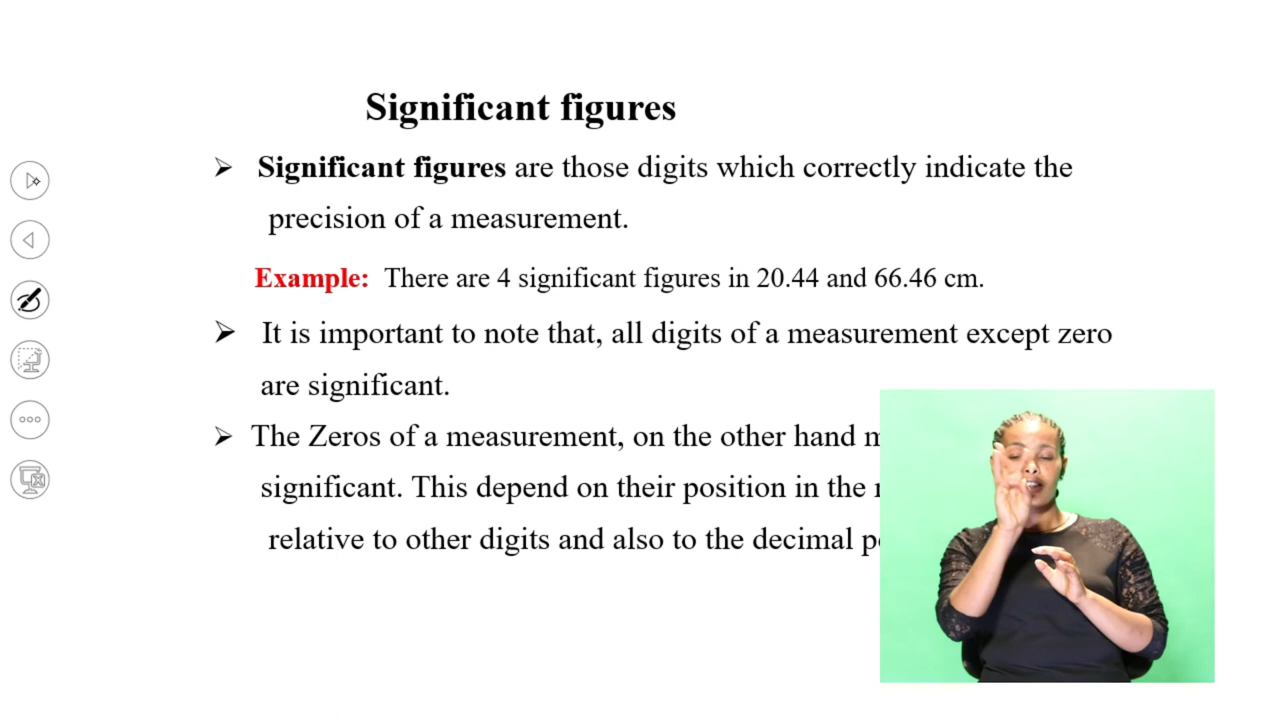 Significant figures
➢ Significant figures are those digits which correctly indicate the
precision of a measurement.
Example: There are 4 significant figures in 20.44 and 66.46 cm.
➢ It is important to note that, all digits of a measurement except zero
are significant.
➢ The Zeros of a measurement, on the other hand
significant. This depend on their position in the
relative to other digits and also to the decimal